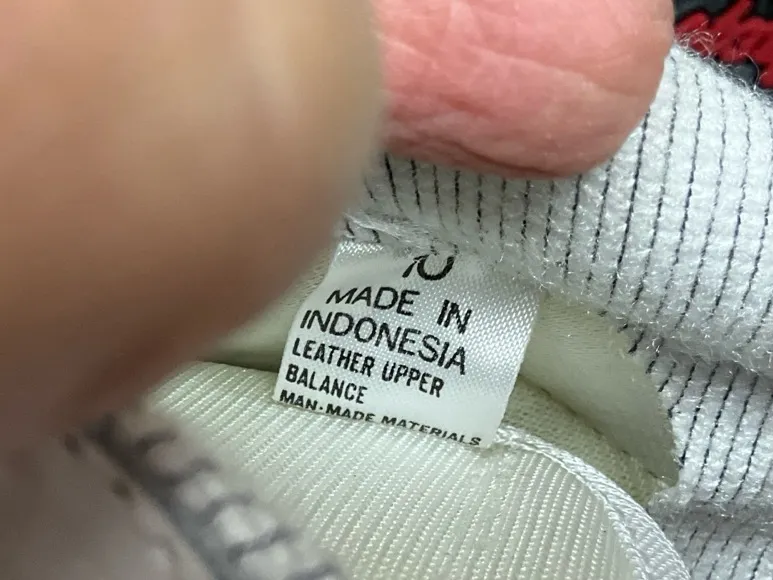 10
MADE IN
INDONESIA
LEATHER UPPER
BALANCE
MAN-MADE MATERIALS